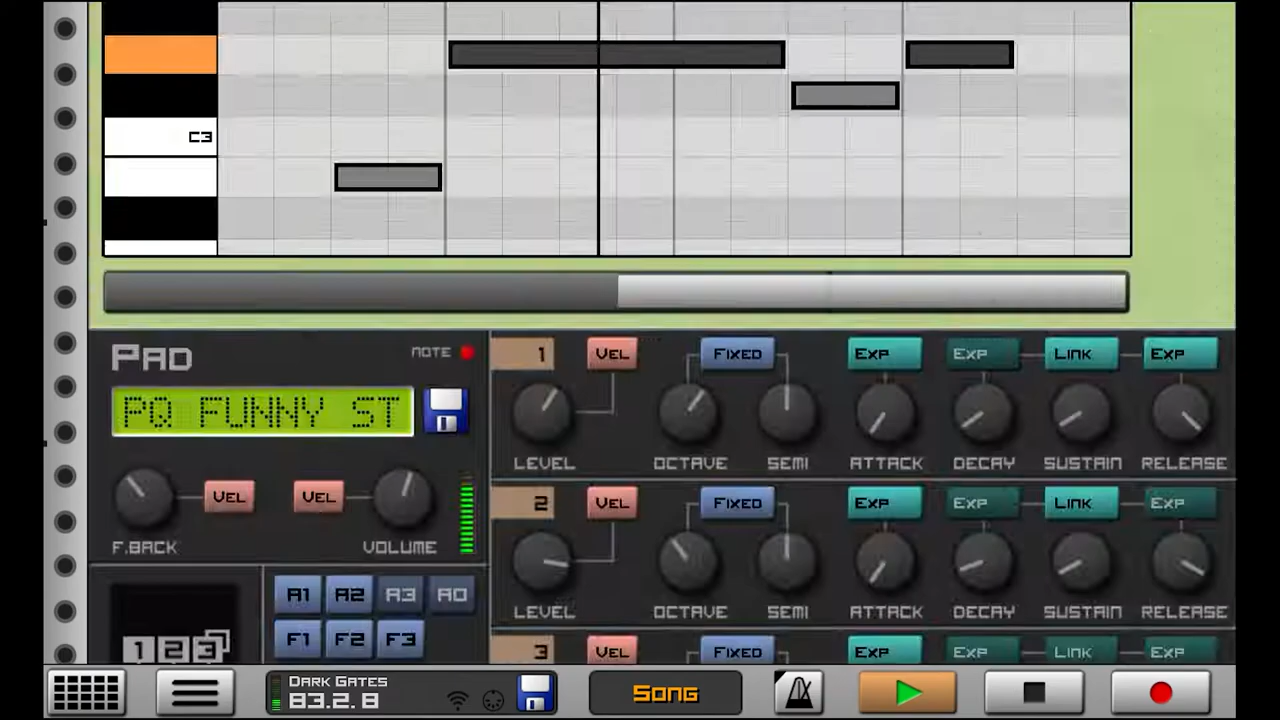 C3
PAD
NOTE
PQ FUNNY ST
VEL
VEL
F.BACK
VOLUME
A1 A2 A3 A0
F1 F2 F3
123
1 VEL FIXED EXP EXP LINK EXP
LEVEL OCTAVE SEMI ATTACK DECAY SUSTAIN RELEASE
2 VEL FIXED EXP EXP LINK EXP
LEVEL OCTAVE SEMI ATTACK DECAY SUSTAIN RELEASE
3 VEL FIXED EXP EXP LINK EXP
DARK GATES
83.2.8
SONG